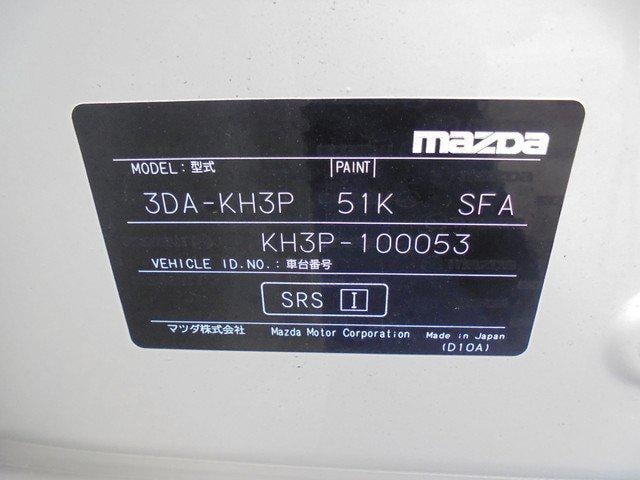 mazda
MODEL:型式 PAINT
3DA-KH3P 51K SFA
KH3P-100053
VEHICLE ID.NO.:車台番号
SRS I
マツダ株式会社 Mazda Motor Corporation Made in Japan
(D10A)